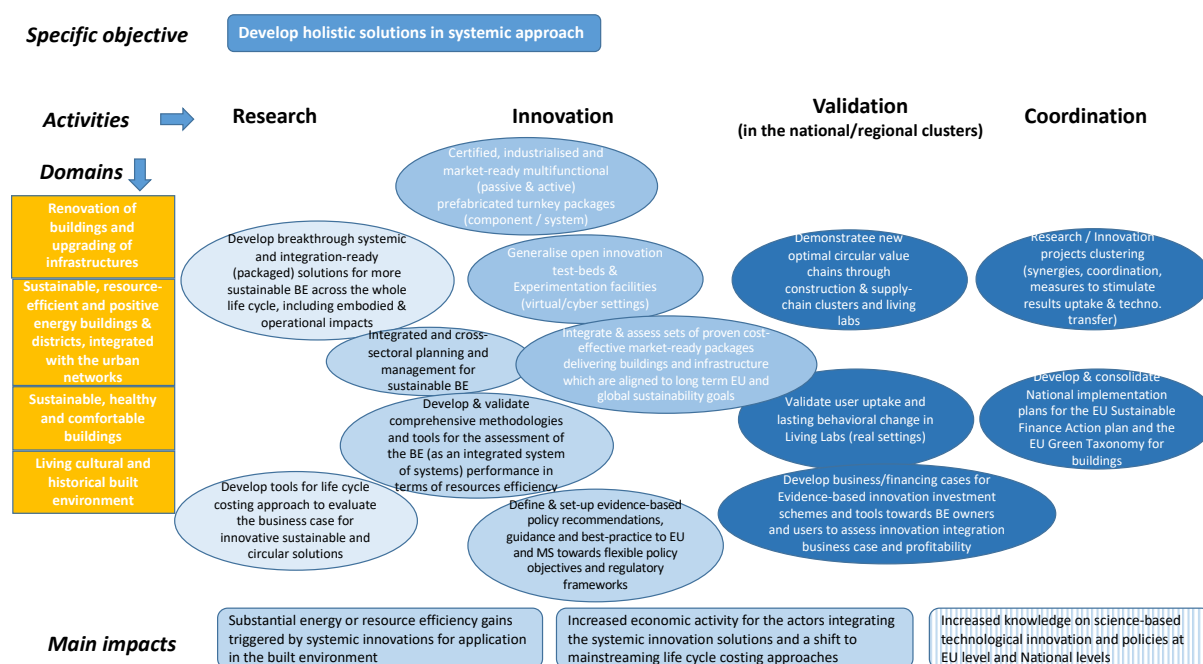 Specific objective
Develop holistic solutions in systemic approach
Activities
Research
Innovation
Validation
(in the national/regional clusters)
Coordination
Domains
Renovation of
buildings and
upgrading of
infrastructures
Sustainable, resource-
efficient and positive
energy buildings &
districts, integrated
with the urban
networks
Sustainable, healthy
and comfortable
buildings
Living cultural and
historical built
environment
Certified, industrialised and
market-ready multifunctional
(passive & active)
prefabricated turnkey packages
(component / system)
Develop breakthrough systemic
and integration-ready
(packaged) solutions for more
sustainable BE across the whole
life cycle, including embodied &
operational impacts
Generalise open innovation
test-beds &
Experimentation facilities
(virtual/cyber settings)
Demonstratee new
optimal circular value
chains through
construction & supply-
chain clusters and living
labs
Research / Innovation
projects clustering
(synergies, coordination,
measures to stimulate
results uptake & techno.
transfer)
Integrated and cross-
sectoral planning and
management for
sustainable BE
Integrate & assess sets of proven cost-
effective market-ready packages
delivering buildings and infrastructure
which are aligned to long term EU and
global sustainability goals
Develop & validate
comprehensive methodologies
and tools for the assessment of
the BE (as an integrated system
of systems) performance in
terms of resources efficiency
Validate user uptake and
lasting behavioral change in
Living Labs (real settings)
Develop & consolidate
National implementation
plans for the EU Sustainable
Finance Action plan and the
EU Green Taxonomy for
buildings
Develop tools for life cycle
costing approach to evaluate
the business case for
innovative sustainable and
circular solutions
Define & set-up evidence-based
policy recommendations,
guidance and best-practice to EU
and MS towards flexible policy
objectives and regulatory
frameworks
Develop business/financing cases for
Evidence-based innovation investment
schemes and tools towards BE owners
and users to assess innovation integration
business case and profitability
Main impacts
Substantial energy or resource efficiency gains
triggered by systemic innovations for application
in the built environment
Increased economic activity for the actors integrating
the systemic innovation solutions and a shift to
mainstreaming life cycle costing approaches
Increased knowledge on science-based
technological innovation and policies at
EU level and National levels